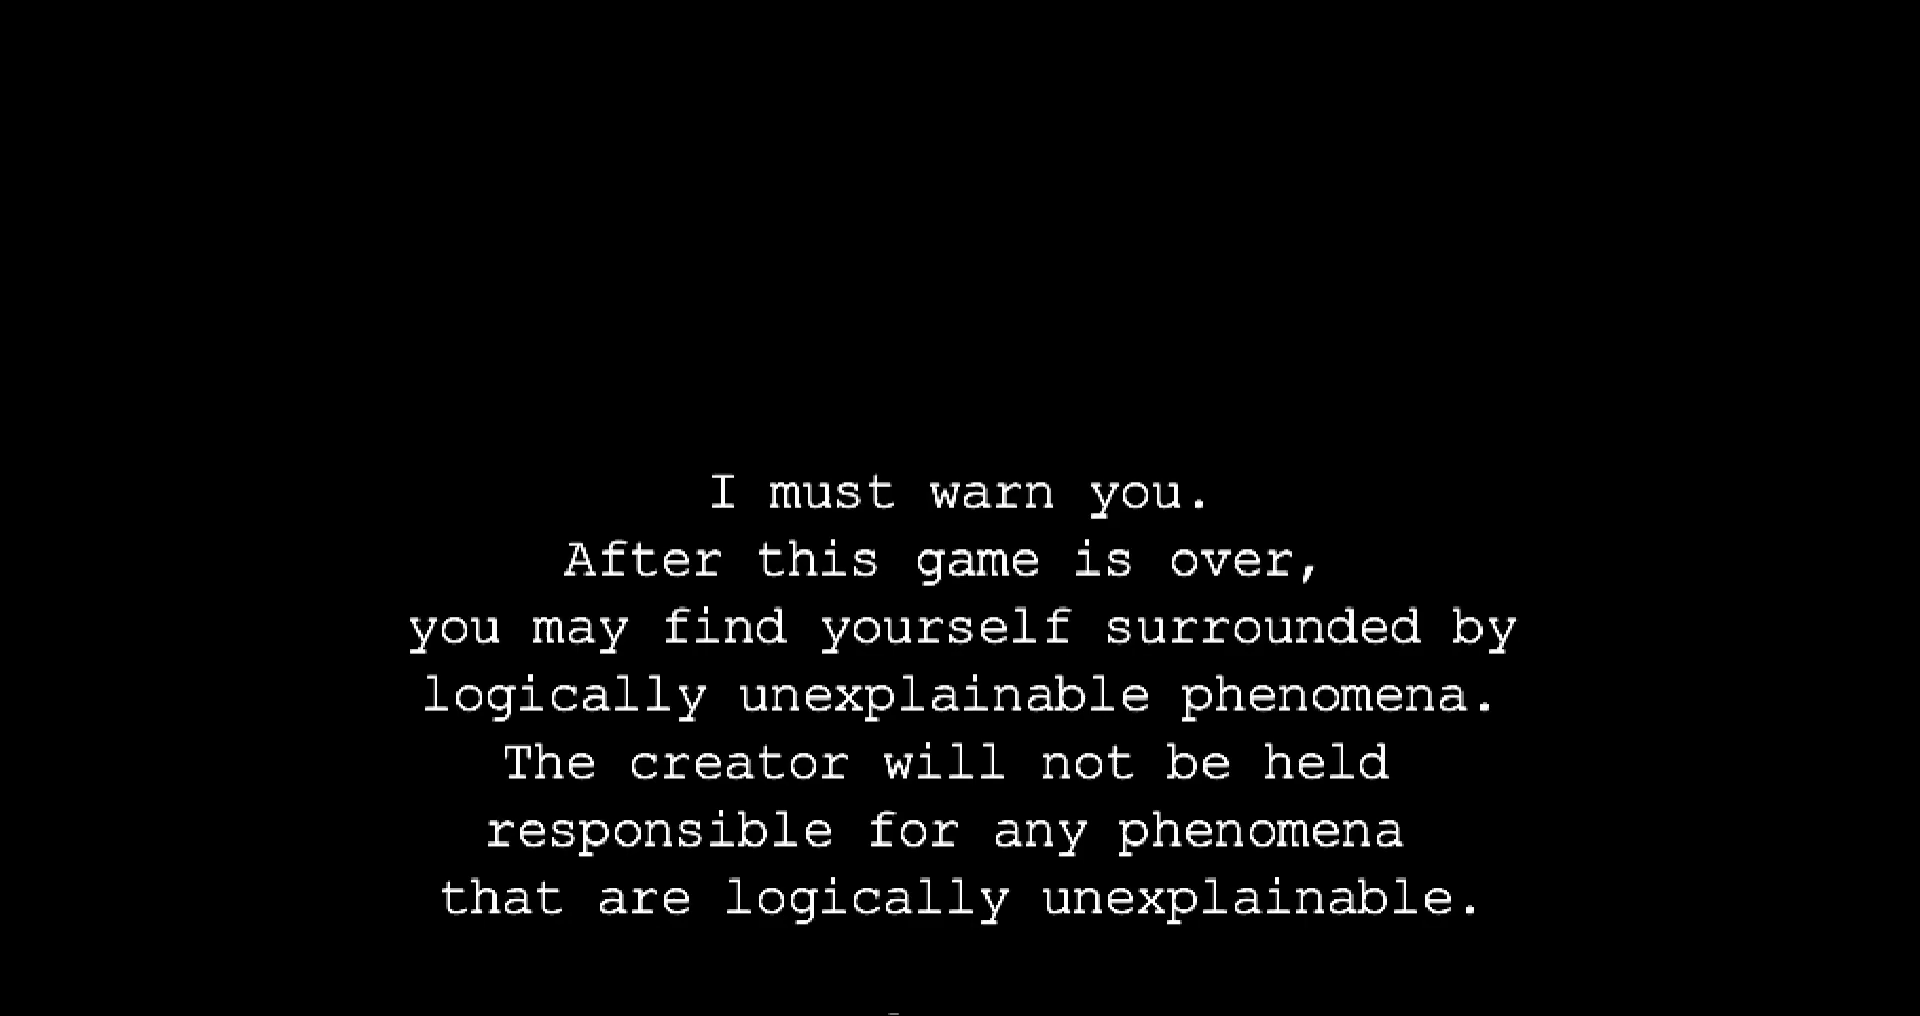 I must warn you.
After this game is over,
you may find yourself surrounded by
logically unexplainable phenomena.
The creator will not be held
responsible for any phenomena
that are logically unexplainable.